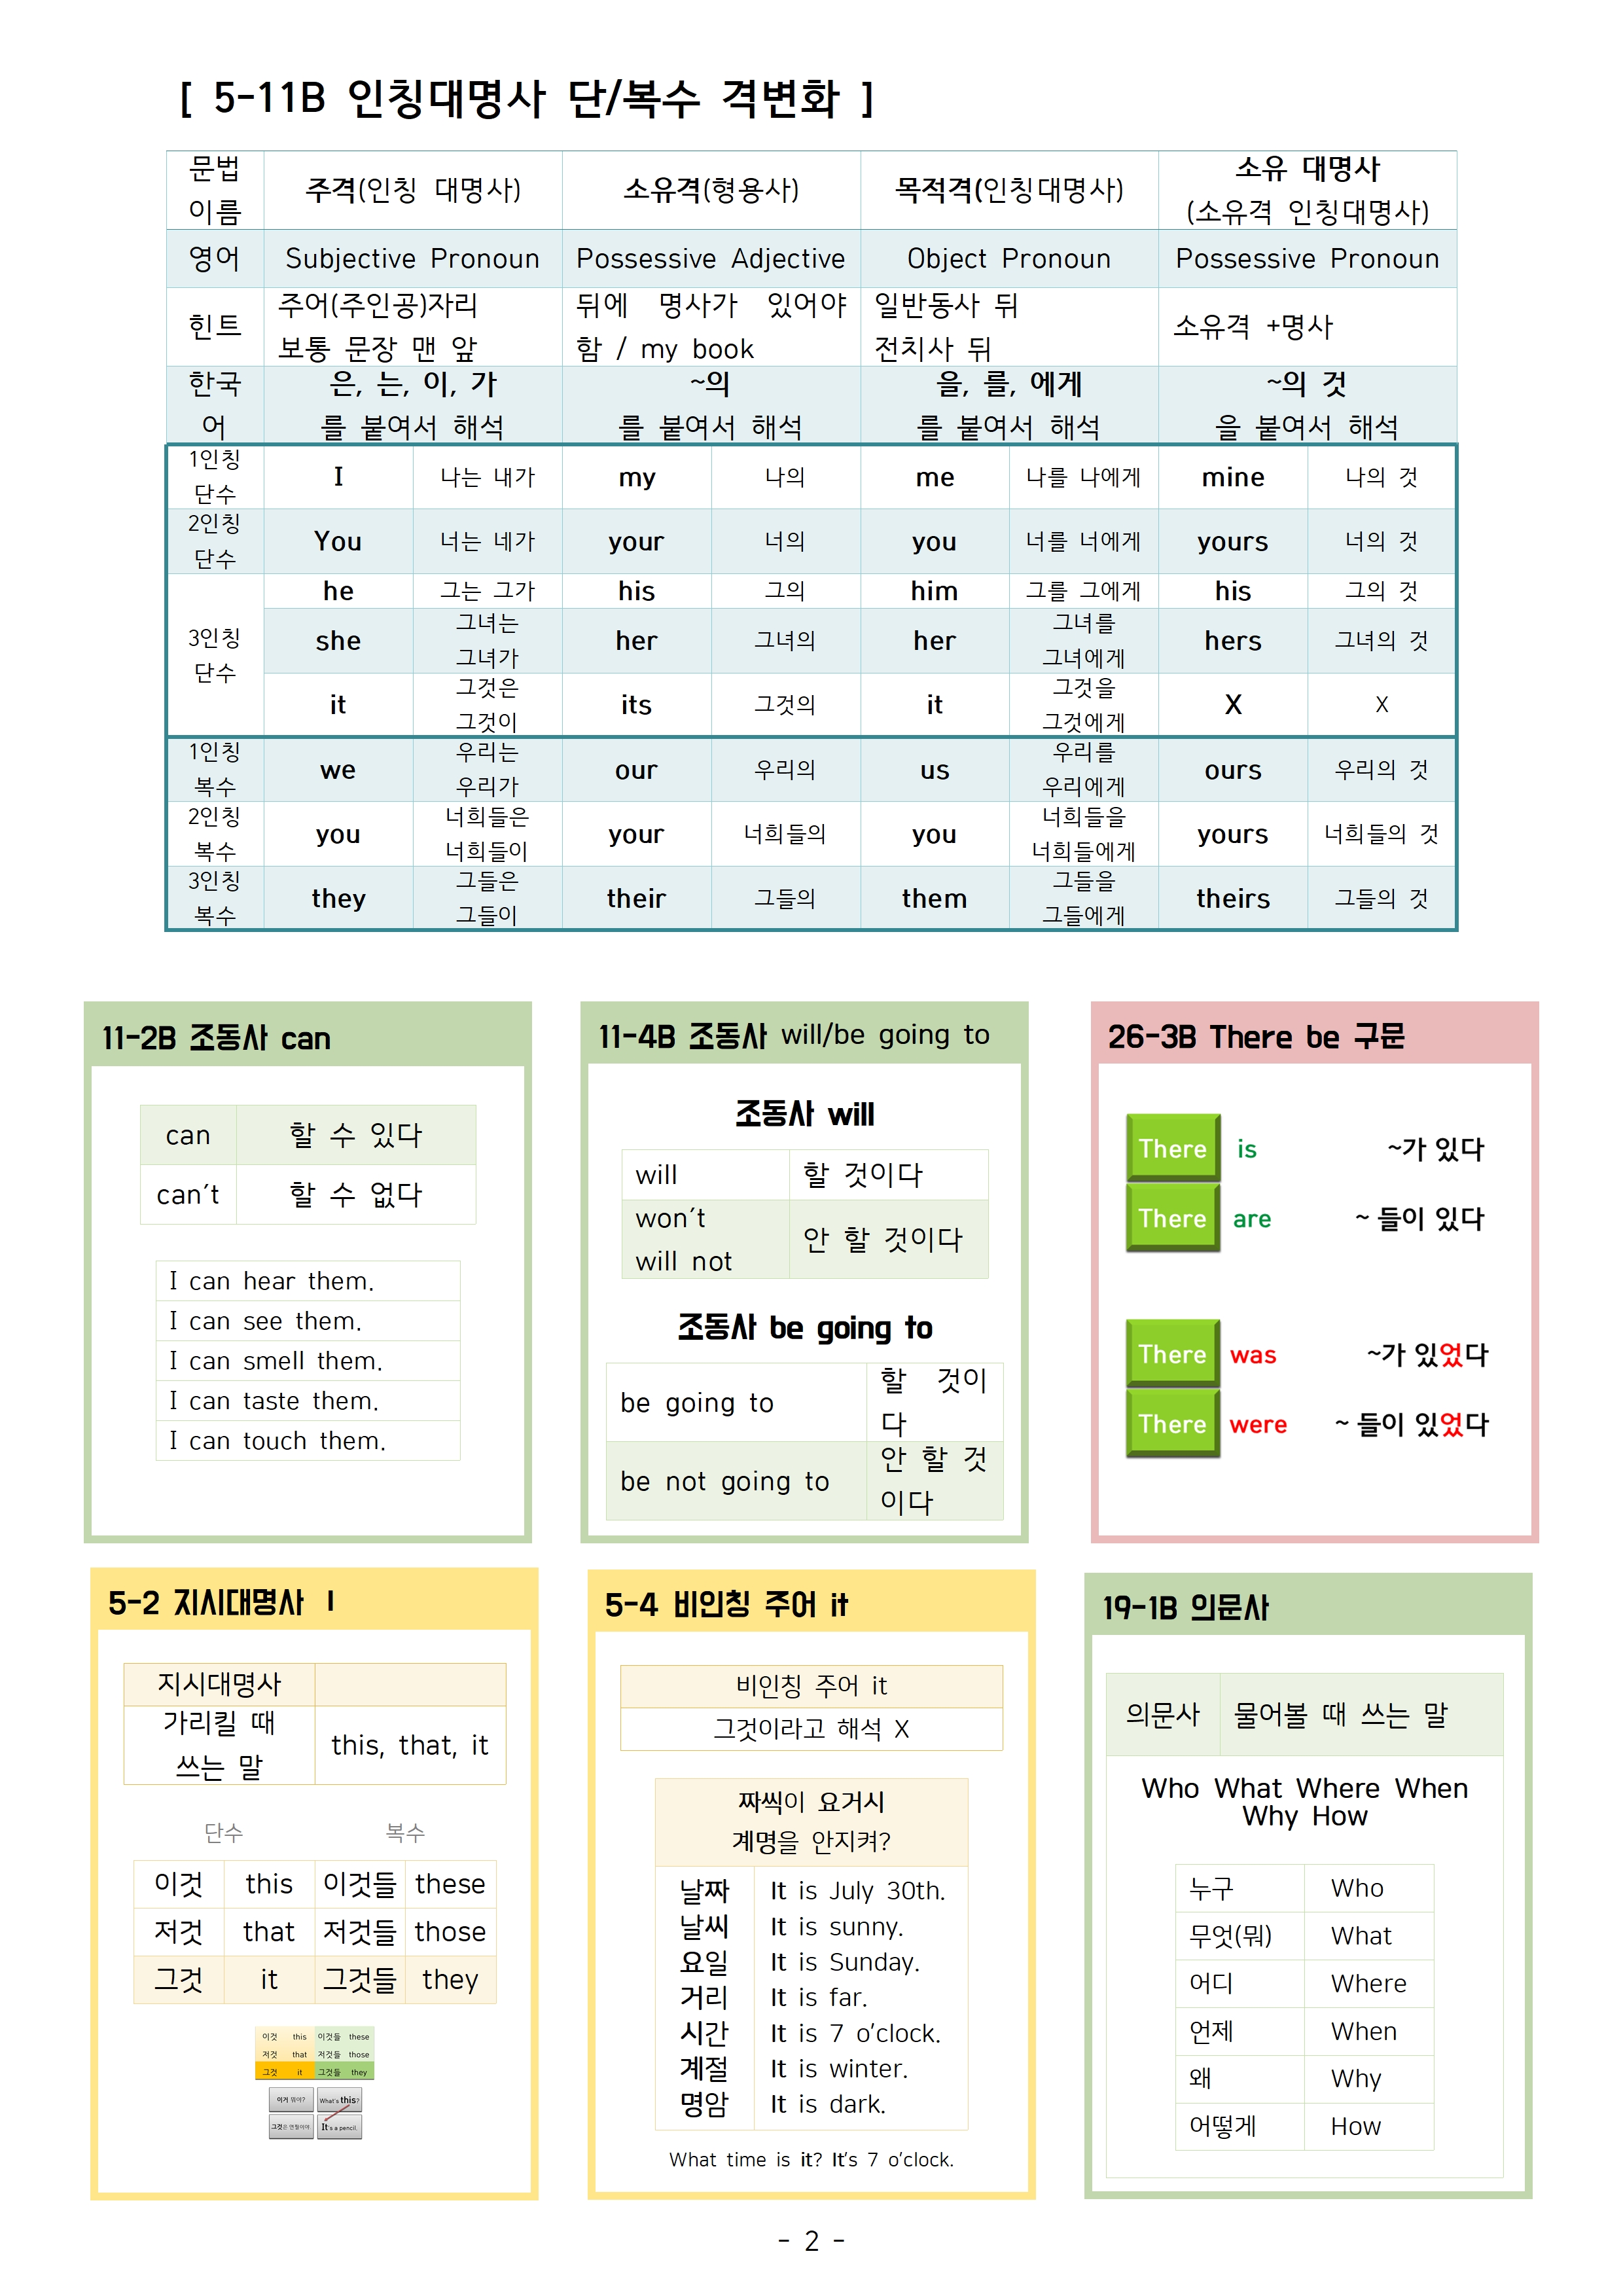 [ 5-11B 인칭대명사 단/복수 격변화 ]
문법 이름 주격(인칭 대명사) 소유격(형용사) 목적격(인칭대명사) 소유 대명사 (소유격 인칭대명사)
영어 Subjective Pronoun Possessive Adjective Object Pronoun Possessive Pronoun
힌트 주어(주인공)자리 보통 문장 맨 앞 뒤에 명사가 있어야 함 / my book 일반동사 뒤 전치사 뒤 소유격 +명사
한국어 은, 는, 이, 가 를 붙여서 해석 ~의 를 붙여서 해석 을, 를, 에게 를 붙여서 해석 ~의 것 을 붙여서 해석
1인칭 단수 I 나는 내가 my 나의 me 나를 나에게 mine 나의 것
2인칭 단수 You 너는 네가 your 너의 you 너를 너에게 yours 너의 것
3인칭 단수 he 그는 그가 his 그의 him 그를 그에게 his 그의 것
she 그녀는 그녀가 her 그녀의 her 그녀를 그녀에게 hers 그녀의 것
it 그것은 그것이 its 그것의 it 그것을 그것에게 X X
1인칭 복수 we 우리는 우리가 our 우리의 us 우리를 우리에게 ours 우리의 것
2인칭 복수 you 너희들은 너희들이 your 너희들의 you 너희들을 너희들에게 yours 너희들의 것
3인칭 복수 they 그들은 그들이 their 그들의 them 그들을 그들에게 theirs 그들의 것
11-2B 조동사 can
can 할 수 있다
can't 할 수 없다
I can hear them.
I can see them.
I can smell them.
I can taste them.
I can touch them.
11-4B 조동사 will/be going to
조동사 will
will 할 것이다
won't will not 안 할 것이다
조동사 be going to
be going to 할 것이다
be not going to 안 할 것이다
26-3B There be 구문
There is ~가 있다
There are ~ 들이 있다
There was ~가 있었다
There were ~ 들이 있었다
5-2 지시대명사 I
지시대명사
가리킬 때 쓰는 말 this, that, it
단수 복수
이것 this 이것들 these
저것 that 저것들 those
그것 it 그것들 they
이것 this 이것들 these
저것 that 저것들 those
그것 it 그것들 they
이거 뭐야? What's this?
그것은 연필이야. It's a pencil.
5-4 비인칭 주어 it
비인칭 주어 it
그것이라고 해석 X
짜씩이 요거시
계명을 안지켜?
날짜 It is July 30th.
날씨 It is sunny.
요일 It is Sunday.
거리 It is far.
시간 It is 7 o'clock.
계절 It is winter.
명암 It is dark.
What time is it? It's 7 o'clock.
19-1B 의문사
의문사 물어볼 때 쓰는 말
Who What Where When
Why How
누구 Who
무엇(뭐) What
어디 Where
언제 When
왜 Why
어떻게 How
- 2 -